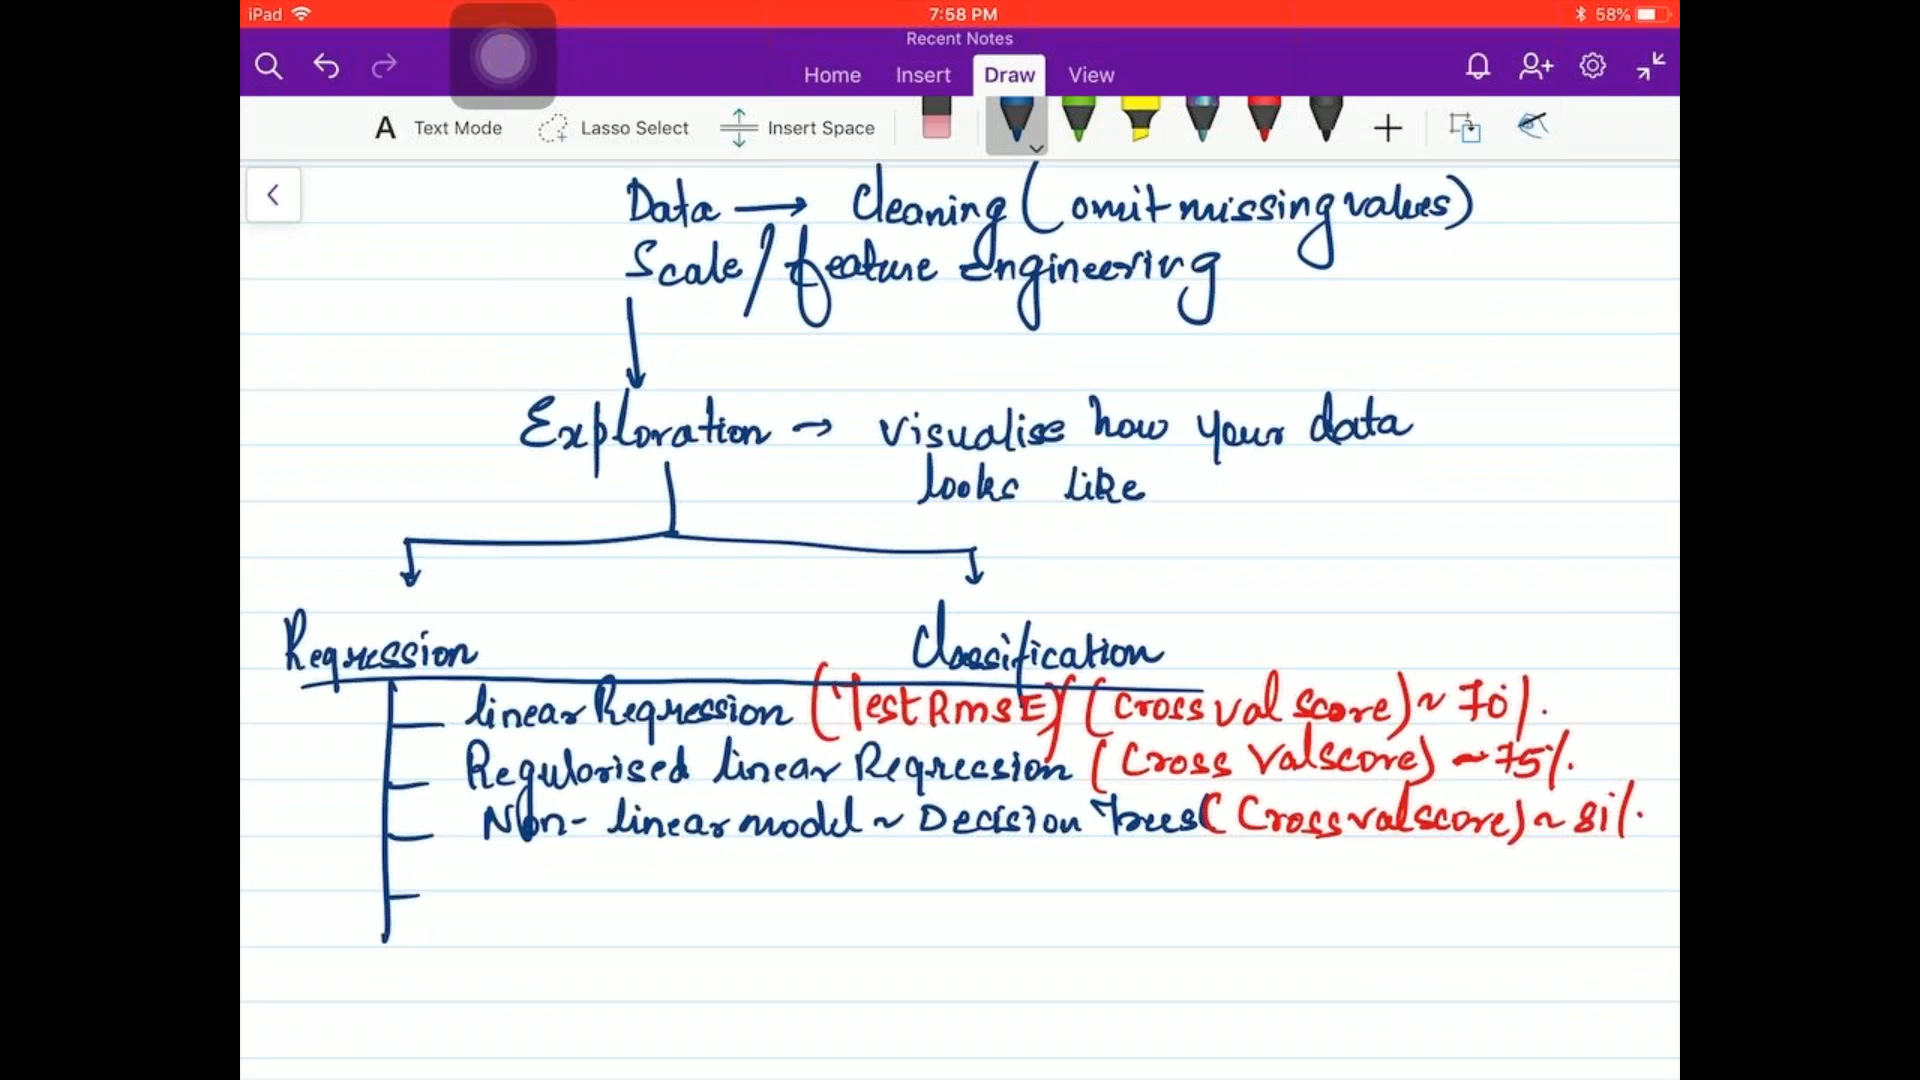 iPad 7:58 PM 58%
Recent Notes
Home Insert Draw View
A Text Mode Lasso Select Insert Space
Data → Cleaning (omit missing values)
Scale / feature Engineering
Exploration → visualise how your data
looks like
Regression Classification
linear Regression (Test RmsE) (Cross val score) ~ 70%.
Regularised linear Regression (Cross Valscore) ~ 75%.
Non-linear model ~ Decision Trees (Crossvalscore) ~ 81%.